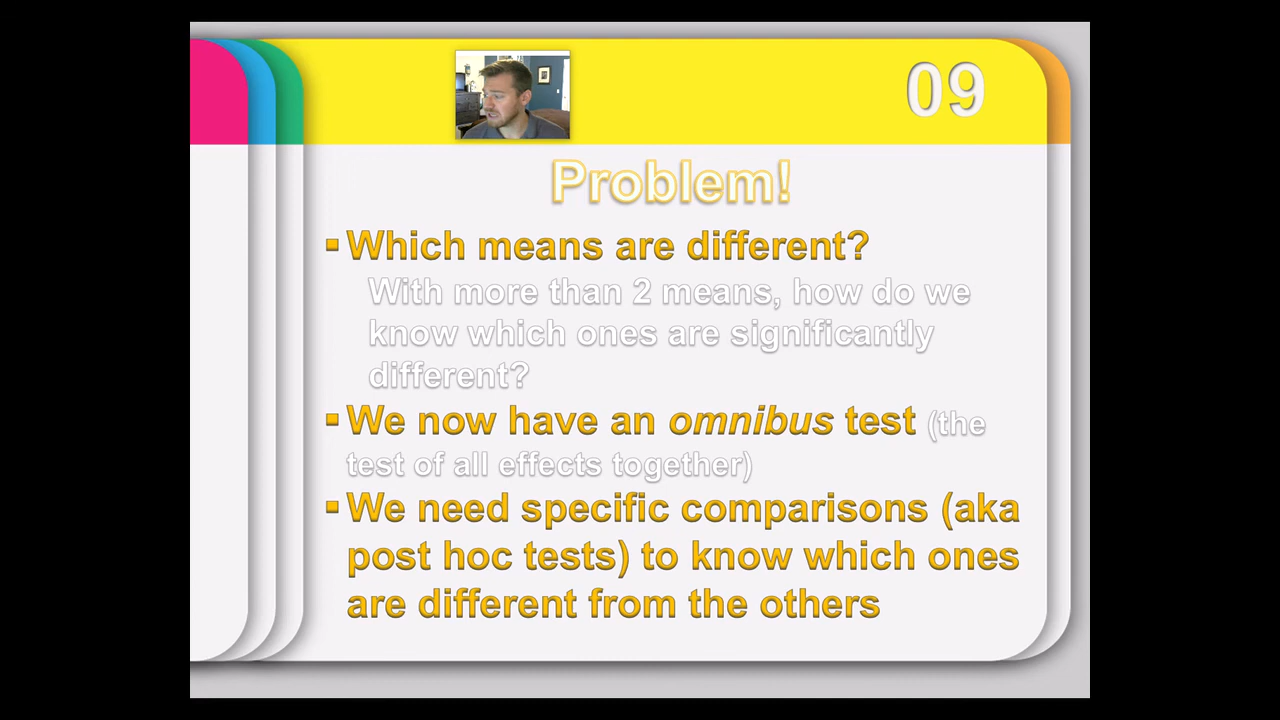 09
Problem!
▪ Which means are different?
With more than 2 means, how do we
know which ones are significantly
different?
▪ We now have an omnibus test (the
test of all effects together)
▪ We need specific comparisons (aka
post hoc tests) to know which ones
are different from the others